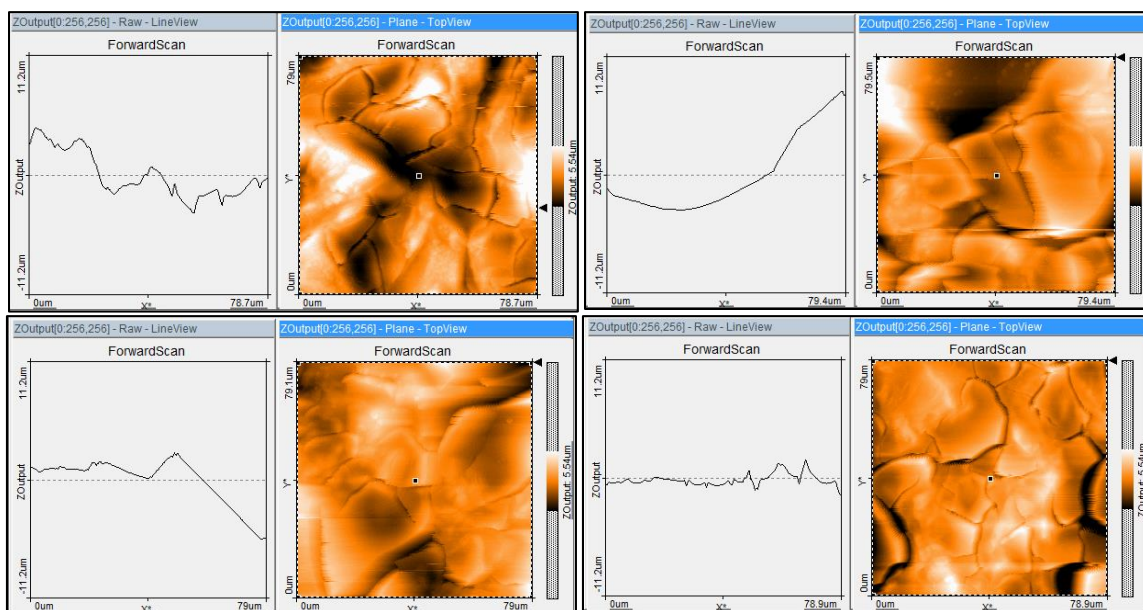 ZOutput[0:256,256] - Raw - LineView
ZOutput[0:256,256] - Plane - TopView
ForwardScan
11.2um
ZOutput
-11.2um
0um
X*
78.7um
ForwardScan
79um
Y*
0um
0um
X*
78.7um
ZOutput: 5.54um
ZOutput[0:256,256] - Raw - LineView
ZOutput[0:256,256] - Plane - TopView
ForwardScan
11.2um
ZOutput
-11.2um
0um
X*
79.4um
ForwardScan
79.5um
Y*
0um
0um
X*
79.4um
ZOutput[0:256,256] - Raw - LineView
ZOutput[0:256,256] - Plane - TopView
ForwardScan
11.2um
ZOutput
-11.2um
0um
X*
79um
ForwardScan
79.1um
Y*
0um
0um
X*
79um
ZOutput: 5.54um
ZOutput[0:256,256] - Raw - LineView
ZOutput[0:256,256] - Plane - TopView
ForwardScan
11.2um
ZOutput
-11.2um
0um
X*
78.9um
ForwardScan
79um
Y*
0um
0um
X*
78.9um
ZOutput: 5.54um